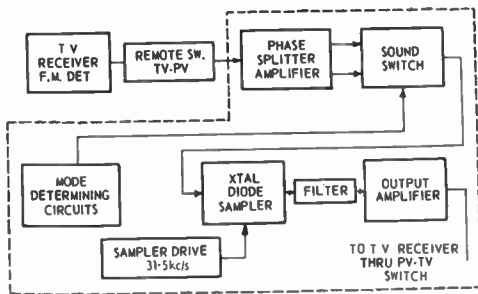 T V
RECEIVER
F.M. DET
REMOTE SW.
TV-PV
PHASE
SPLITTER
AMPLIFIER
SOUND
SWITCH
MODE
DETERMINING
CIRCUITS
XTAL
DIODE
SAMPLER
FILTER
OUTPUT
AMPLIFIER
SAMPLER DRIVE
31·5kc/s
TO T V RECEIVER
THRU PV-TV
SWITCH